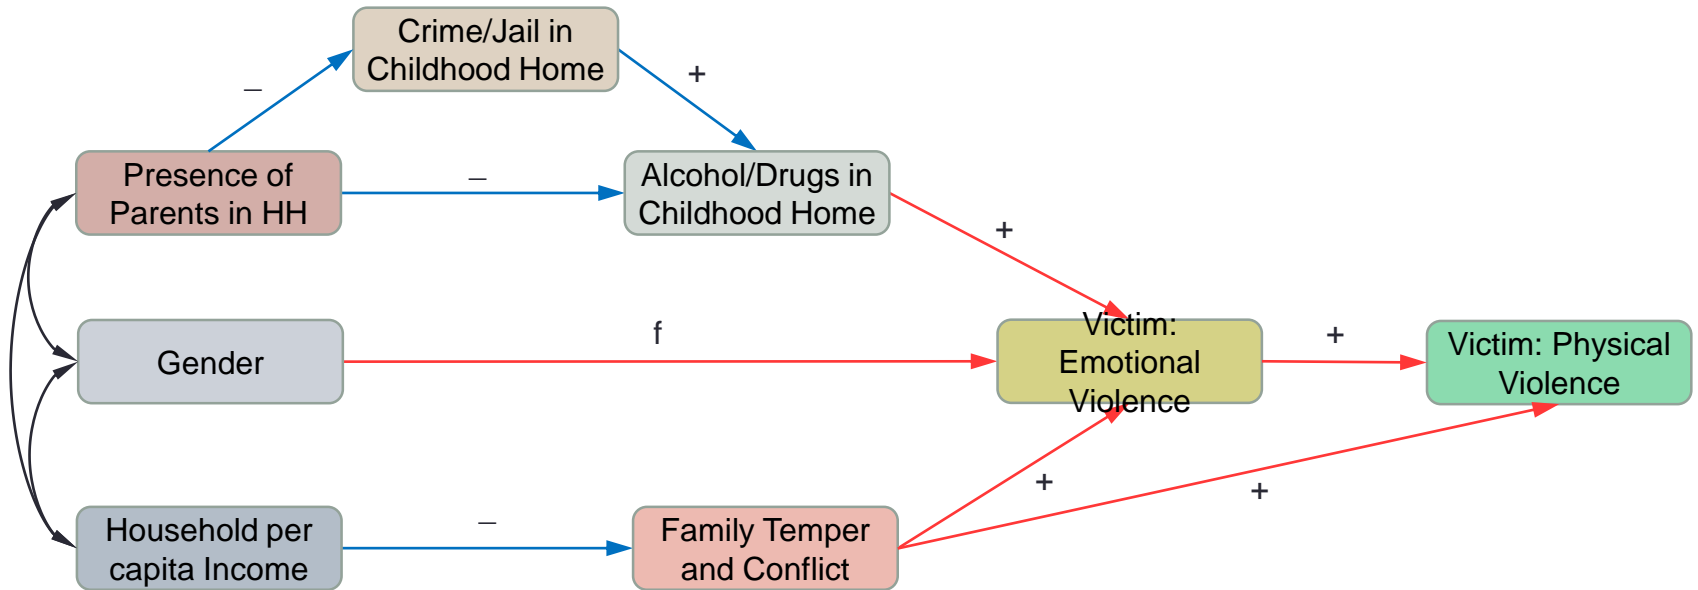 Crime/Jail in
Childhood Home
–
+
Presence of
Parents in HH
–
Alcohol/Drugs in
Childhood Home
+
Gender
f
Victim:
Emotional
Violence
+
Victim: Physical
Violence
Household per
capita Income
–
Family Temper
and Conflict
+
+